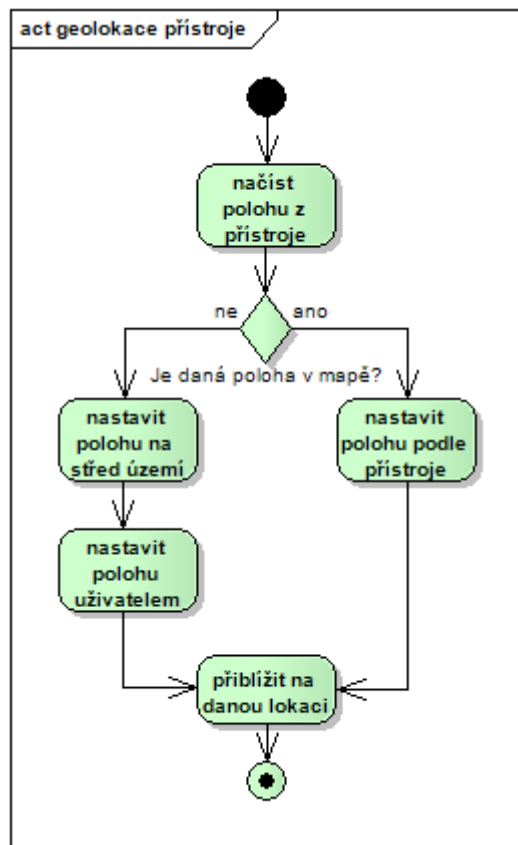 act geolokace přístroje
načíst
polohu z
přístroje
ne
ano
Je daná poloha v mapě?
nastavit
polohu na
střed území
nastavit
polohu podle
přístroje
nastavit
polohu
uživatelem
přiblížit na
danou lokaci